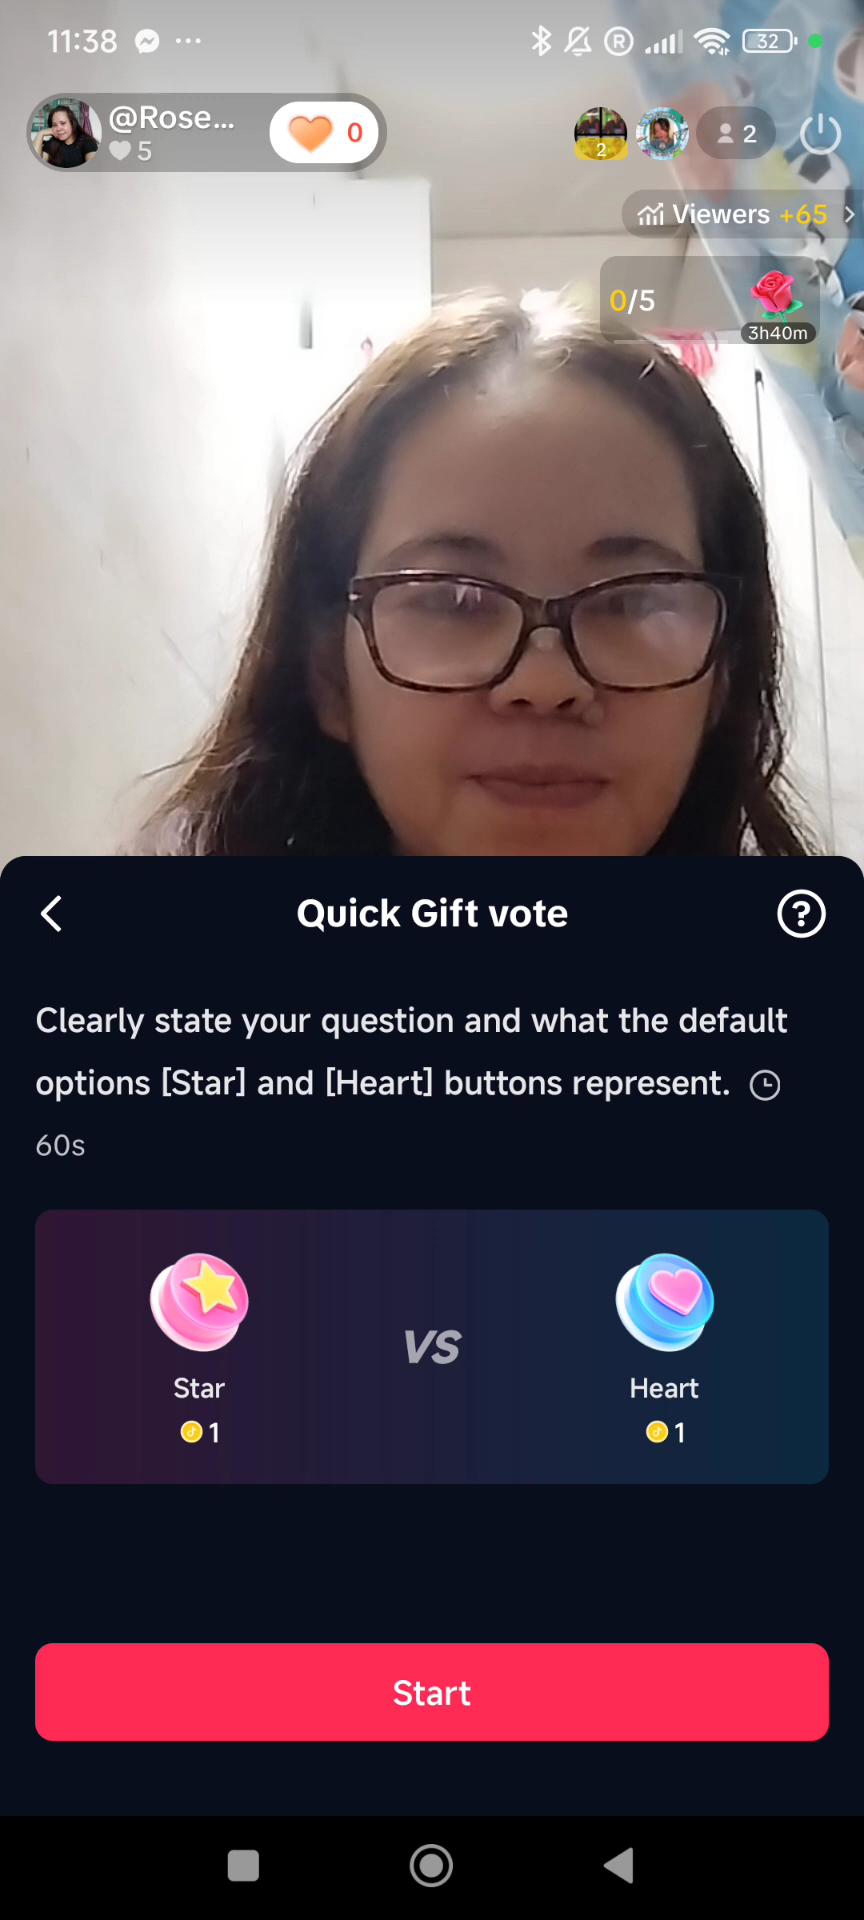 11:38
32
@Rose...
5
0
2
2
Viewers +65
0/5
3h40m
Quick Gift vote
Clearly state your question and what the default
options [Star] and [Heart] buttons represent.
60s
VS
Star
Heart
1
1
Start